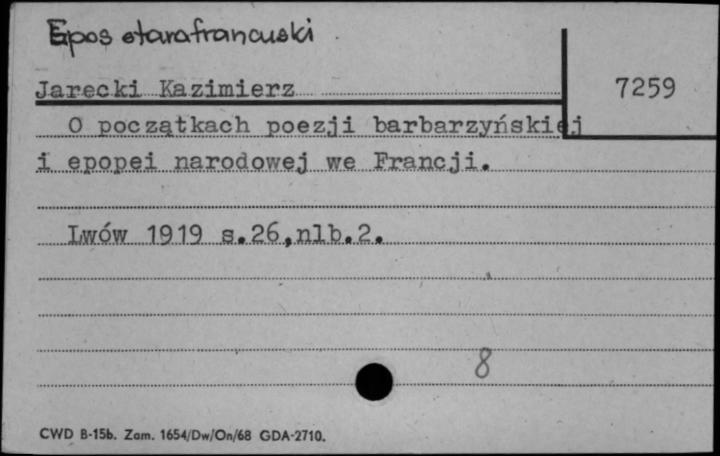 Epos starofrancuski
Jarecki Kazimierz
7259
O początkach poezji barbarzyńskiej
i epopei narodowej we Francji.
Lwów 1919 s.26,nlb.2.
8
CWD B-15b. Zam. 1654/Dw/On/68 GDA-2710.